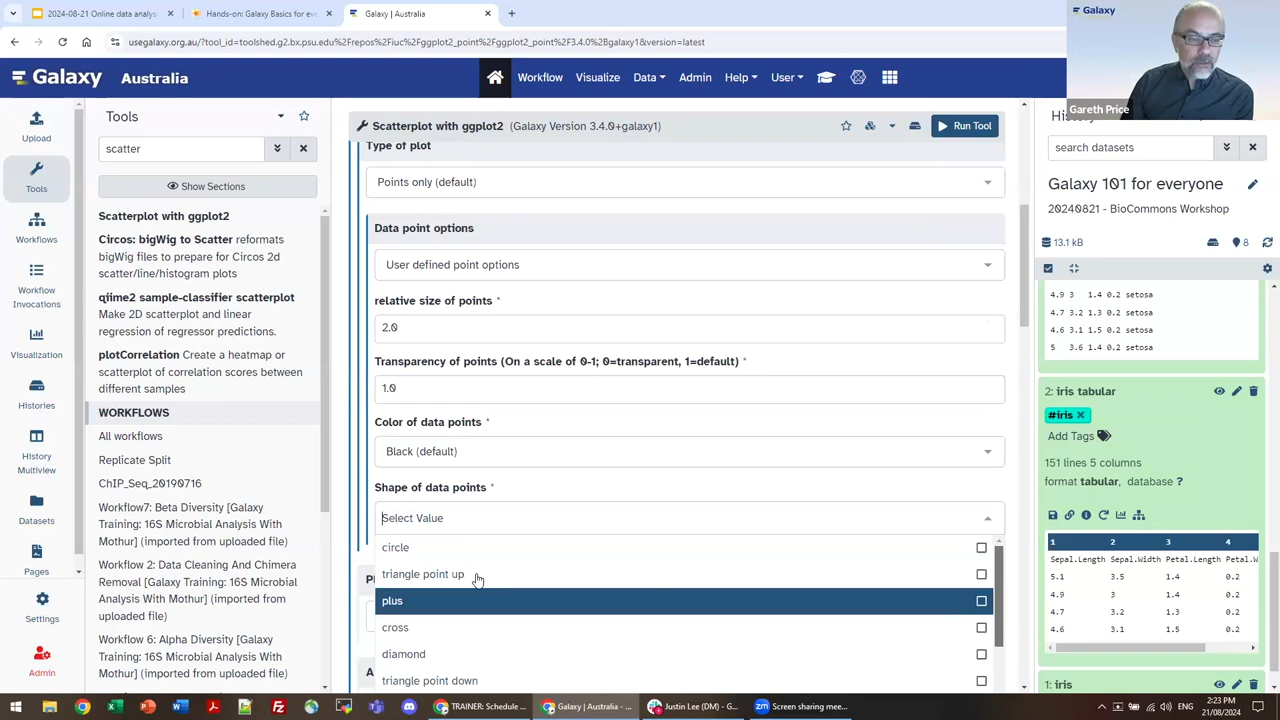 2024-08-21 Online data analysi
Hands-on: Galaxy Basics for ev
Galaxy | Australia
usegalaxy.org.au/?tool_id=toolshed.g2.bx.psu.edu%2Frepos%2Fiuc%2Fggplot2_point%2Fggplot2_point%2F3.4.0%2Bgalaxy1&version=latest
Galaxy
Gareth Price
Galaxy Australia
Workflow Visualize Data Admin Help User
Upload
Tools
Workflows
Workflow
Invocations
Visualization
Histories
History
Multiview
Datasets
Pages
Settings
Admin
Tools
scatter
Show Sections
Scatterplot with ggplot2
Circos: bigWig to Scatter reformats
bigWig files to prepare for Circos 2d
scatter/line/histogram plots
qiime2 sample-classifier scatterplot
Make 2D scatterplot and linear
regression of regressor predictions.
plotCorrelation Create a heatmap or
scatterplot of correlation scores between
different samples
WORKFLOWS
All workflows
Replicate Split
ChIP_Seq_20190716
Workflow7: Beta Diversity [Galaxy
Training: 16S Microbial Analysis With
Mothur] (imported from uploaded file)
Workflow 2: Data Cleaning And Chimera
Removal [Galaxy Training: 16S Microbial
Analysis With Mothur] (imported from
uploaded file)
Workflow 6: Alpha Diversity [Galaxy
Training: 16S Microbial Analysis With
Mothur] (imported from uploaded file)
Scatterplot with ggplot2 (Galaxy Version 3.4.0+galaxy1)
Run Tool
Type of plot
Points only (default)
Data point options
User defined point options
relative size of points *
2.0
Transparency of points (On a scale of 0-1; 0=transparent, 1=default) *
1.0
Color of data points *
Black (default)
Shape of data points *
Select Value
circle
triangle point up
plus
cross
diamond
triangle point down
search datasets
Galaxy 101 for everyone
20240821 - BioCommons Workshop
13.1 kB
8
4.9 3 1.4 0.2 setosa
4.7 3.2 1.3 0.2 setosa
4.6 3.1 1.5 0.2 setosa
5 3.6 1.4 0.2 setosa
2: iris tabular
#iris
Add Tags
151 lines 5 columns
format tabular, database ?
1 2 3 4
Sepal.Length Sepal.Width Petal.Length Petal.W
5.1 3.5 1.4 0.2
4.9 3 1.4 0.2
4.7 3.2 1.3 0.2
4.6 3.1 1.5 0.2
1: iris
TRAINER: Schedule ...
Galaxy | Australia - ...
Justin Lee (DM) - G...
Screen sharing mee...
2:23 PM
21/08/2024